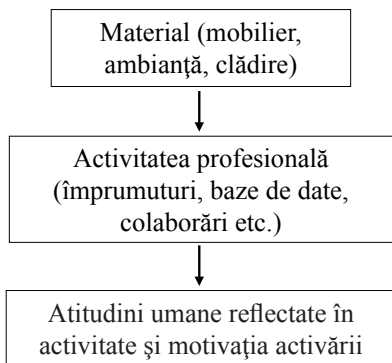 Material (mobilier,
ambianţă, clădire)
Activitatea profesională
(împrumuturi, baze de date,
colaborări etc.)
Atitudini umane reflectate în
activitate şi motivaţia activării